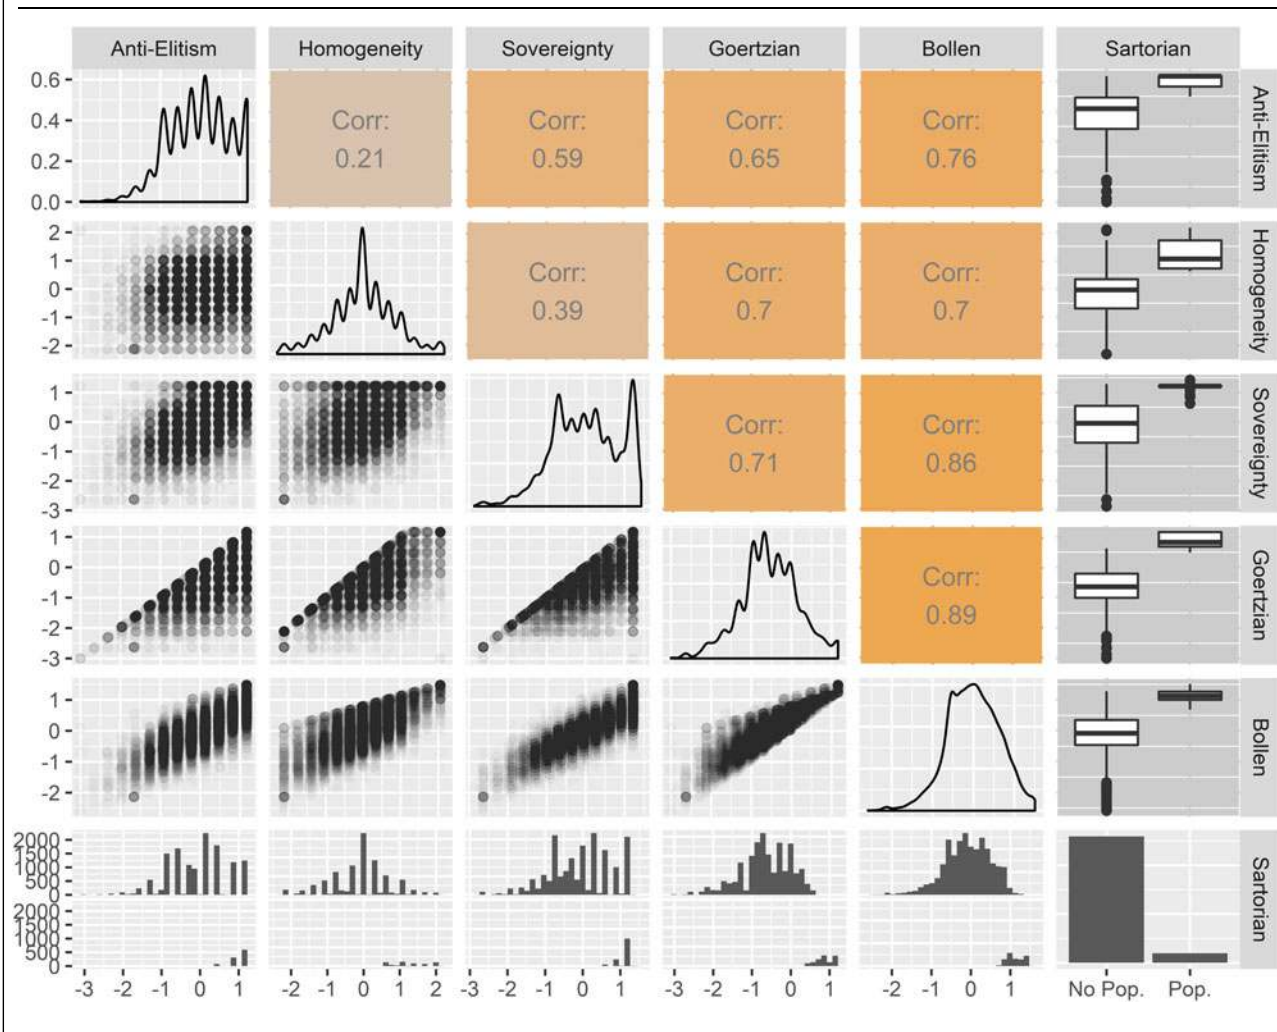 Anti-Elitism Homogeneity Sovereignty Goertzian Bollen Sartorian
0.6
0.4
0.2
0.0
Corr:
0.21
Corr:
0.59
Corr:
0.65
Corr:
0.76
Anti-Elitism
2
1
0
-1
-2
Corr:
0.39
Corr:
0.7
Corr:
0.7
Homogeneity
1
0
-1
-2
-3
Corr:
0.71
Corr:
0.86
Sovereignty
1
0
-1
-2
-3
Corr:
0.89
Goertzian
1
0
-1
-2
Bollen
2000
1500
1000
500
0
2000
1500
1000
500
0
Sartorian
-3 -2 -1 0 1 -2 -1 0 1 2 -3 -2 -1 0 1 -3 -2 -1 0 1 -2 -1 0 1 No Pop. Pop.